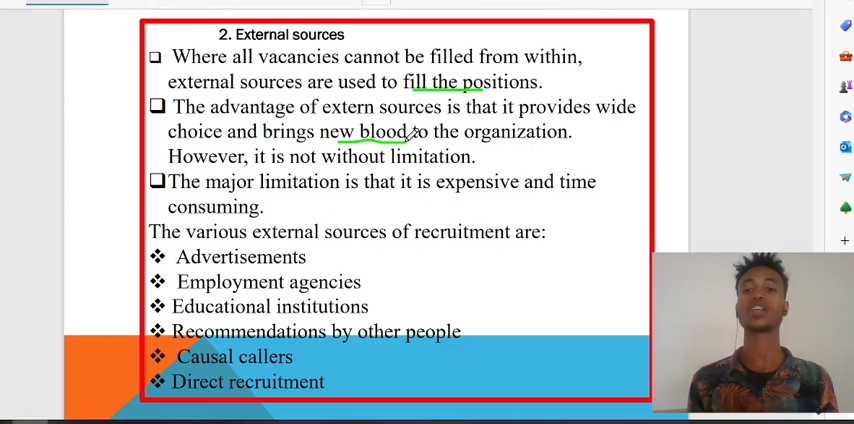 2. External sources
❑ Where all vacancies cannot be filled from within,
external sources are used to fill the positions.
❑ The advantage of extern sources is that it provides wide
choice and brings new blood to the organization.
However, it is not without limitation.
❑ The major limitation is that it is expensive and time
consuming.
The various external sources of recruitment are:
❖ Advertisements
❖ Employment agencies
❖ Educational institutions
❖ Recommendations by other people
❖ Causal callers
❖ Direct recruitment